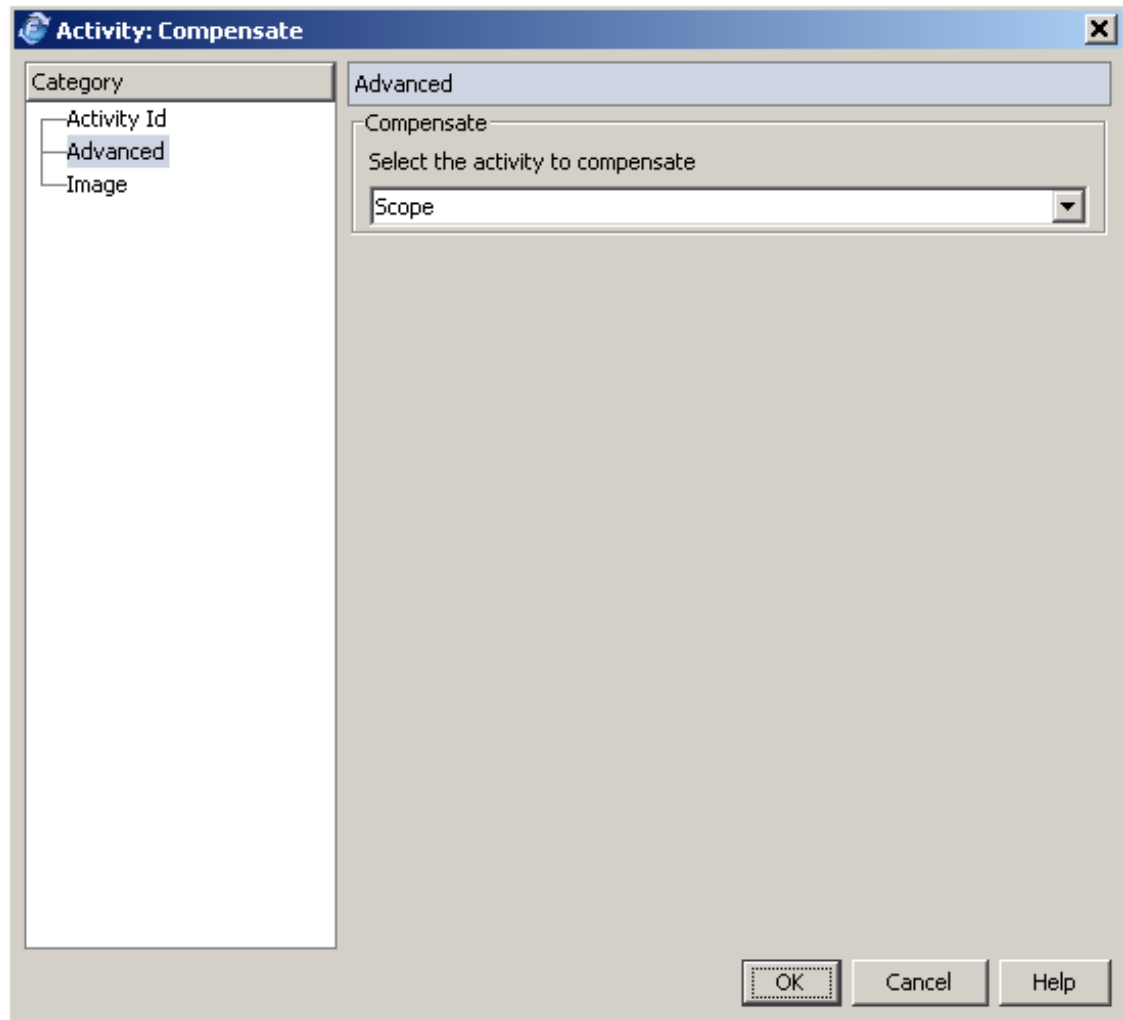 Activity: Compensate
Category
Activity Id
Advanced
Image
Advanced
Compensate
Select the activity to compensate
Scope
OK
Cancel
Help